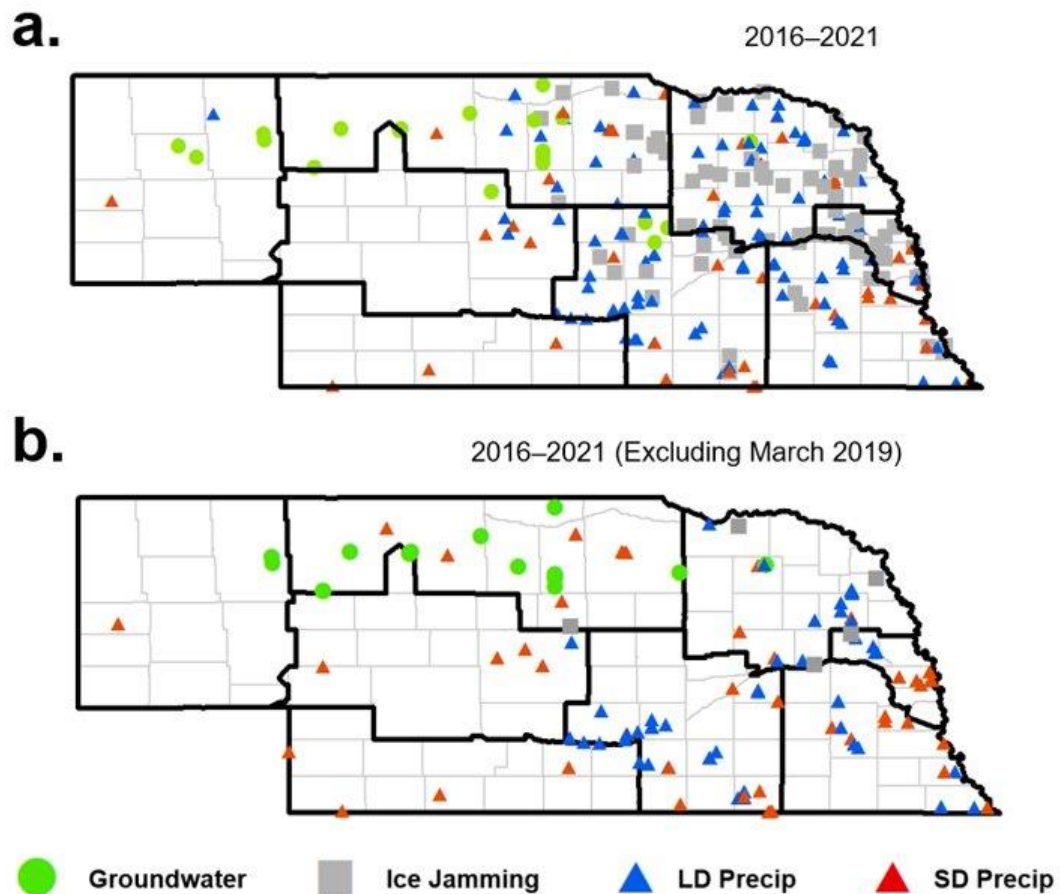 a.
2016–2021
b.
2016–2021 (Excluding March 2019)
Groundwater Ice Jamming LD Precip SD Precip